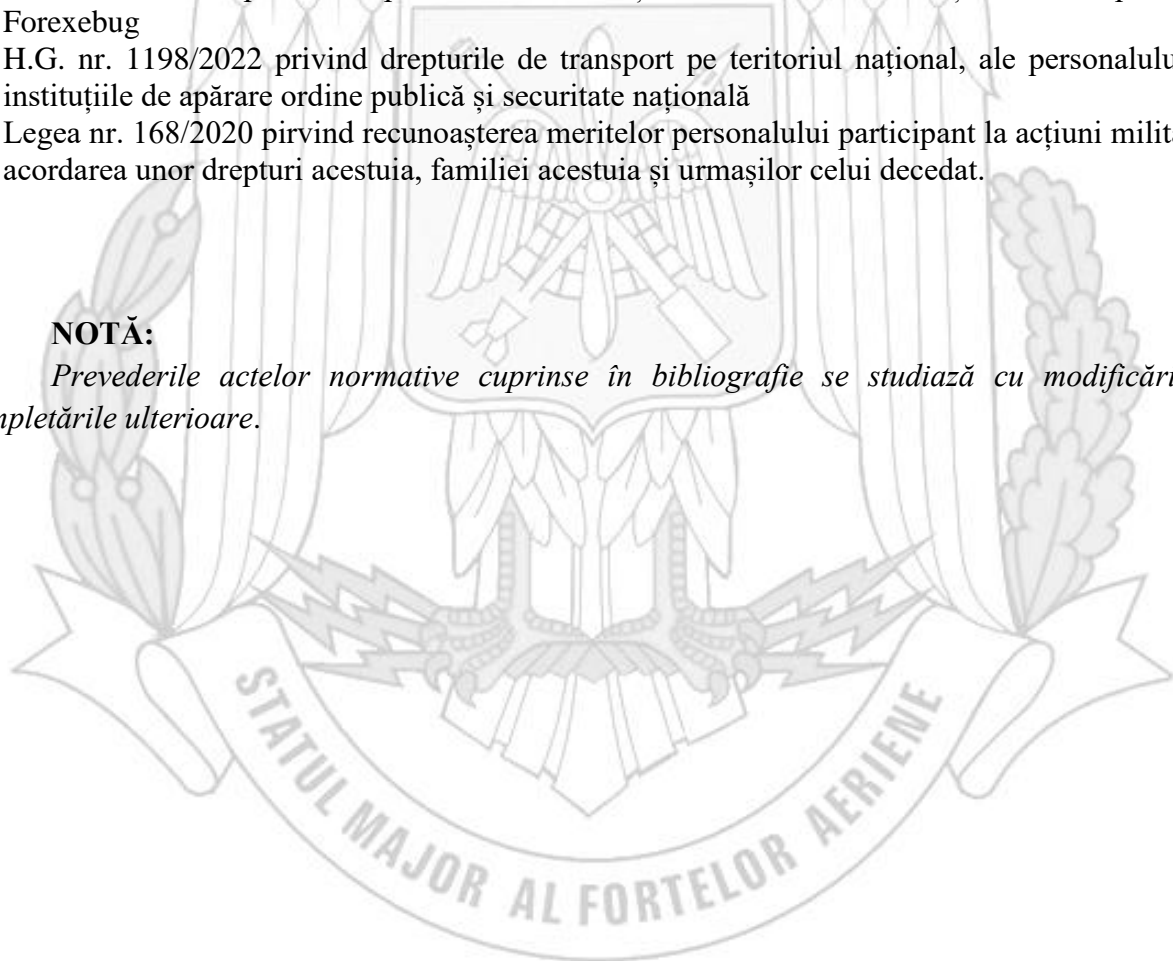 Forexebug
H.G. nr. 1198/2022 privind drepturile de transport pe teritoriul național, ale personalulu
instituțiile de apărare ordine publică și securitate națională
Legea nr. 168/2020 pirvind recunoașterea meritelor personalului participant la acțiuni milit
acordarea unor drepturi acestuia, familiei acestuia și urmașilor celui decedat.
NOTĂ:
Prevederile actelor normative cuprinse în bibliografie se studiază cu modificări
mpletările ulterioare.
STATUL MAJOR AL FORTELOR AERIENE